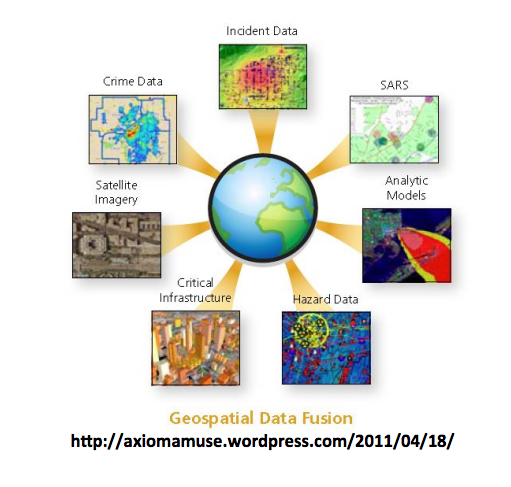 Incident Data
Crime Data
SARS
Satellite
Imagery
Analytic
Models
Critical
Infrastructure
Hazard Data
Geospatial Data Fusion
http://axiomamuse.wordpress.com/2011/04/18/